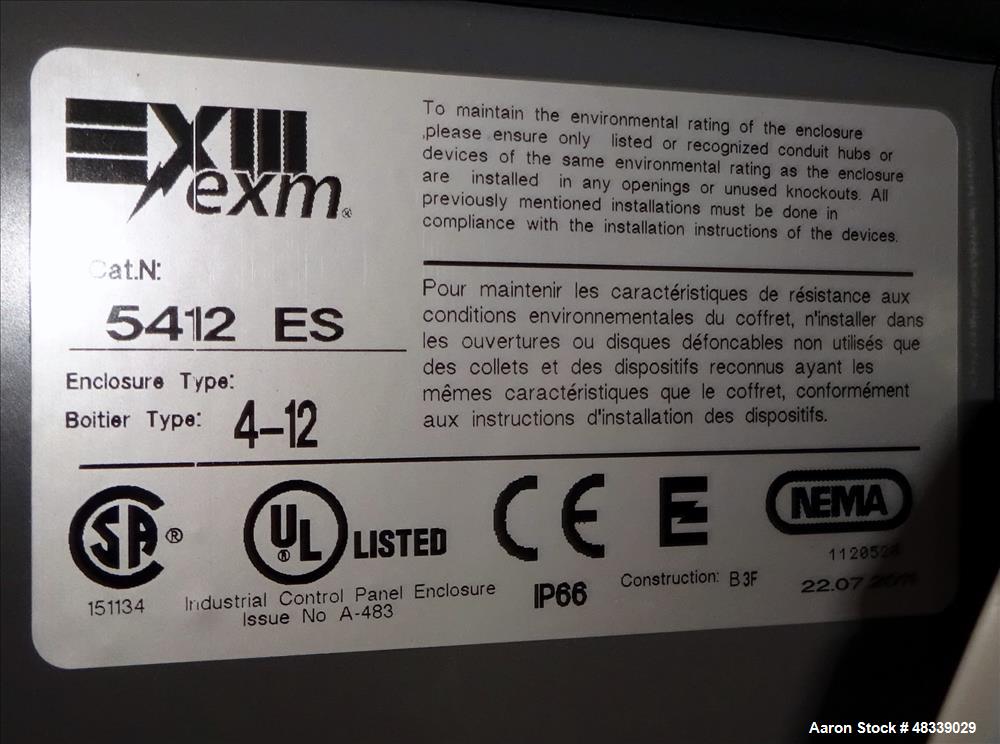 EXM
exm®
To maintain the environmental rating of the enclosure
,please ensure only listed or recognized conduit hubs or
devices of the same environmental rating as the enclosure
are installed in any openings or unused knockouts. All
previously mentioned installations must be done in
compliance with the installation instructions of the devices.
Cat.N:
5412 ES
Pour maintenir les caractéristiques de résistance aux
conditions environnementales du coffret, n'installer dans
les ouvertures ou disques défoncables non utilisés que
des collets et des dispositifs reconnus ayant les
mêmes caractéristiques que le coffret, conformément
aux instructions d'installation des dispositifs.
Enclosure Type:
Boitier Type: 4-12
SA ®
151134
UL ® LISTED
Industrial Control Panel Enclosure
Issue No A-483
CE
IP66
E
Construction: B3F
NEMA
22.07
Aaron Stock # 48339029